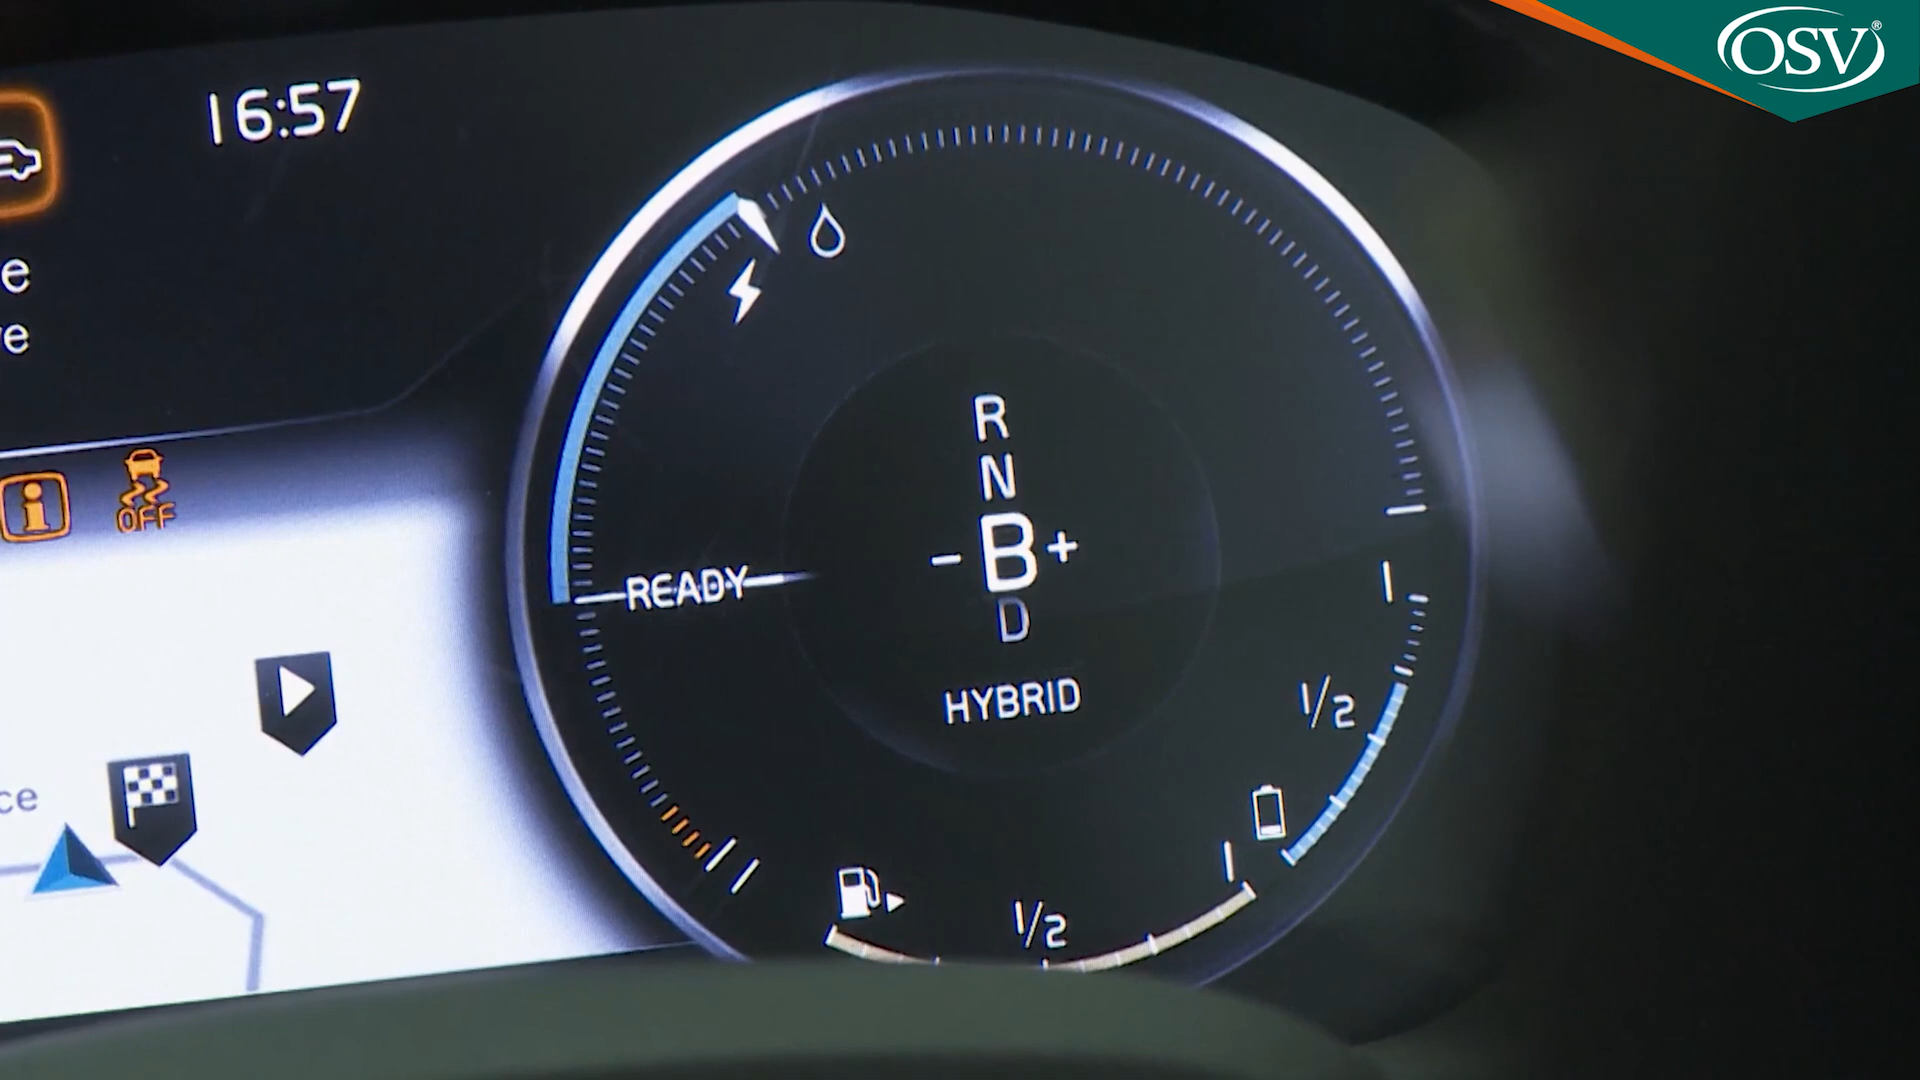 OSV®
16:57
e
e
OFF
R
N
- B +
D
READY
HYBRID
1
1/2
ce
1
1/2